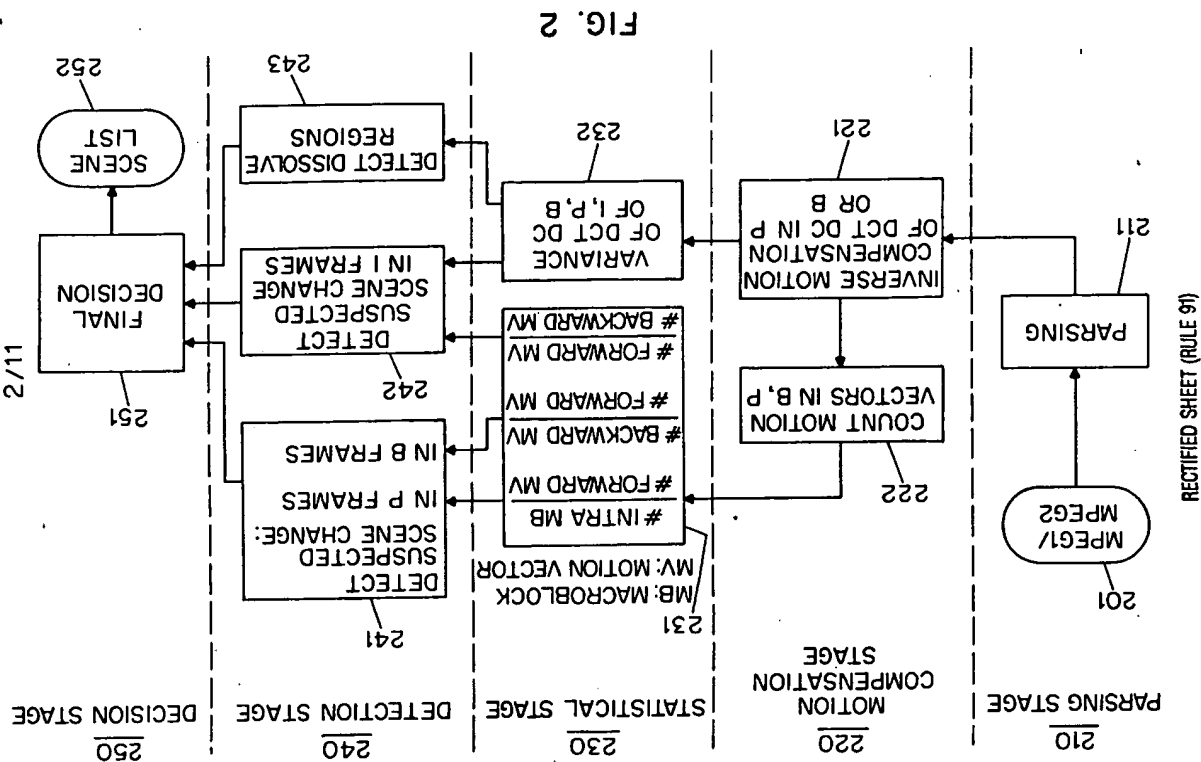 210
PARSING STAGE
220
MOTION
COMPENSATION
STAGE
230
STATISTICAL STAGE
240
DETECTION STAGE
250
DECISION STAGE
201
MPEG1/
MPEG2
PARSING
211
222
COUNT MOTION
VECTORS IN B, P
INVERSE MOTION
COMPENSATION
OF DCT DC IN P
OR B
221
231
MB: MACROBLOCK
MV: MOTION VECTOR
# INTRA MB
# FORWARD MV
# BACKWARD MV
# FORWARD MV
# FORWARD MV
# BACKWARD MV
VARIANCE
OF DCT DC
OF I, P, B
232
241
DETECT
SUSPECTED
SCENE CHANGE:
IN P FRAMES
IN B FRAMES
242
DETECT
SUSPECTED
SCENE CHANGE
IN I FRAMES
DETECT DISSOLVE
REGIONS
243
251
FINAL
DECISION
SCENE
LIST
252
FIG. 2
2/11
RECTIFIED SHEET (RULE 91)